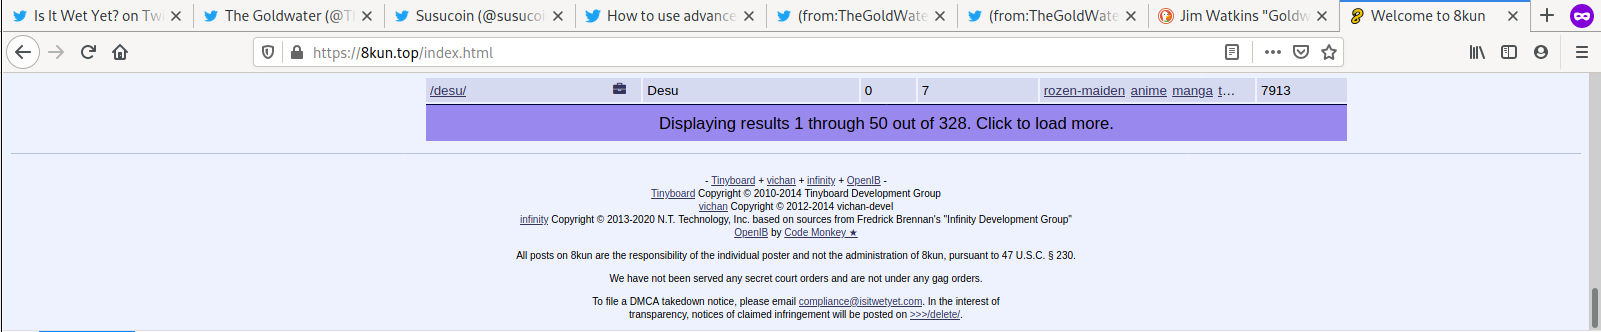 Is It Wet Yet? on Tw
The Goldwater (@T
Susucoin (@susuco
How to use advance
(from:TheGoldWate
(from:TheGoldWate
Jim Watkins "Goldw
Welcome to 8kun
https://8kun.top/index.html
/desu/ Desu 0 7 rozen-maiden anime manga t… 7913
Displaying results 1 through 50 out of 328. Click to load more.
- Tinyboard + vichan + infinity + OpenIB -
Tinyboard Copyright © 2010-2014 Tinyboard Development Group
vichan Copyright © 2012-2014 vichan-devel
infinity Copyright © 2013-2020 N.T. Technology, Inc. based on sources from Fredrick Brennan's "Infinity Development Group"
OpenIB by Code Monkey ★
All posts on 8kun are the responsibility of the individual poster and not the administration of 8kun, pursuant to 47 U.S.C. § 230.
We have not been served any secret court orders and are not under any gag orders.
To file a DMCA takedown notice, please email compliance@isitwetyet.com. In the interest of
transparency, notices of claimed infringement will be posted on >>>/delete/.